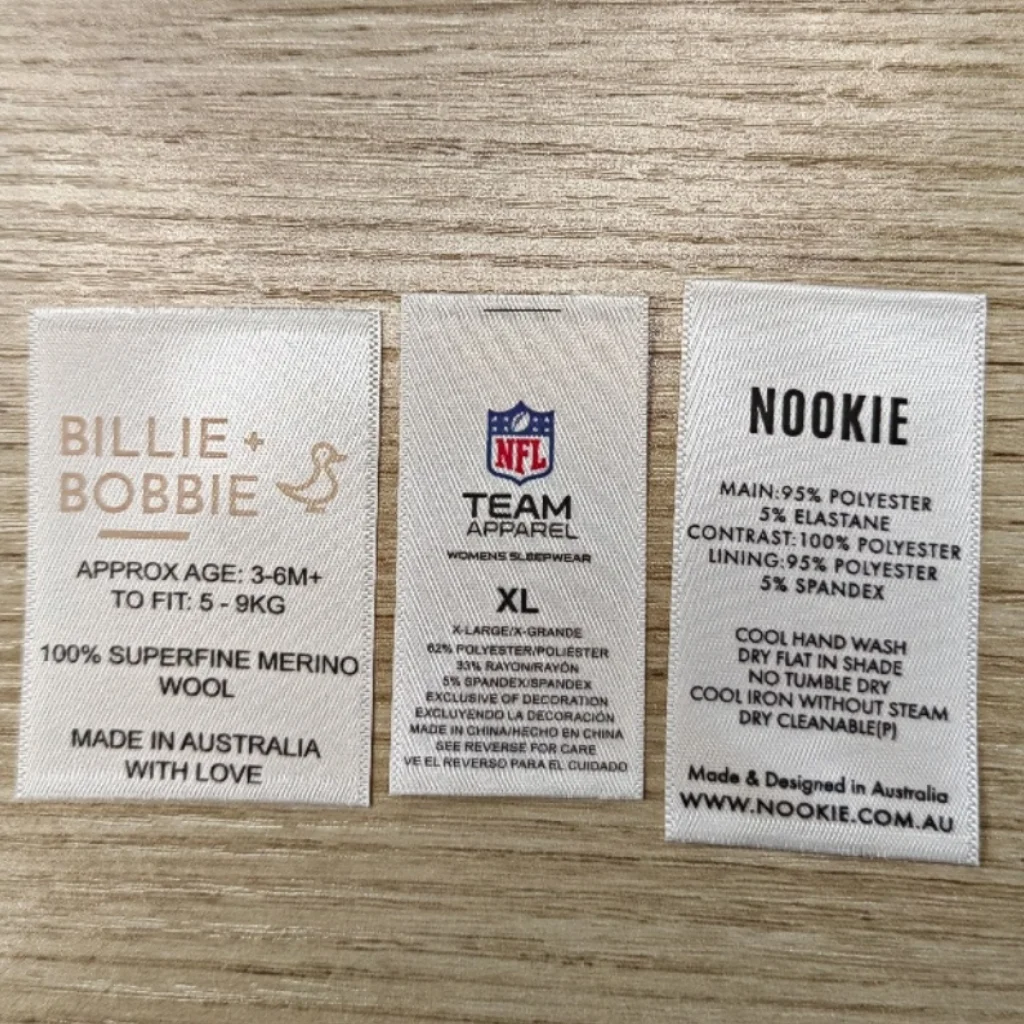 BILLIE +
BOBBIE
APPROX AGE: 3-6M+
TO FIT: 5 - 9KG
100% SUPERFINE MERINO
WOOL
MADE IN AUSTRALIA
WITH LOVE
NFL
TEAM
APPAREL
WOMENS SLEEPWEAR
XL
X-LARGE/X-GRANDE
62% POLYESTER/POLIÉSTER
33% RAYON/RAYÓN
5% SPANDEX/SPANDEX
EXCLUSIVE OF DECORATION
EXCLUYENDO LA DECORACIÓN
MADE IN CHINA/HECHO EN CHINA
SEE REVERSE FOR CARE
VE EL REVERSO PARA EL CUIDADO
NOOKIE
MAIN:95% POLYESTER
5% ELASTANE
CONTRAST:100% POLYESTER
LINING:95% POLYESTER
5% SPANDEX
COOL HAND WASH
DRY FLAT IN SHADE
NO TUMBLE DRY
COOL IRON WITHOUT STEAM
DRY CLEANABLE(P)
Made & Designed in Australia
WWW.NOOKIE.COM.AU